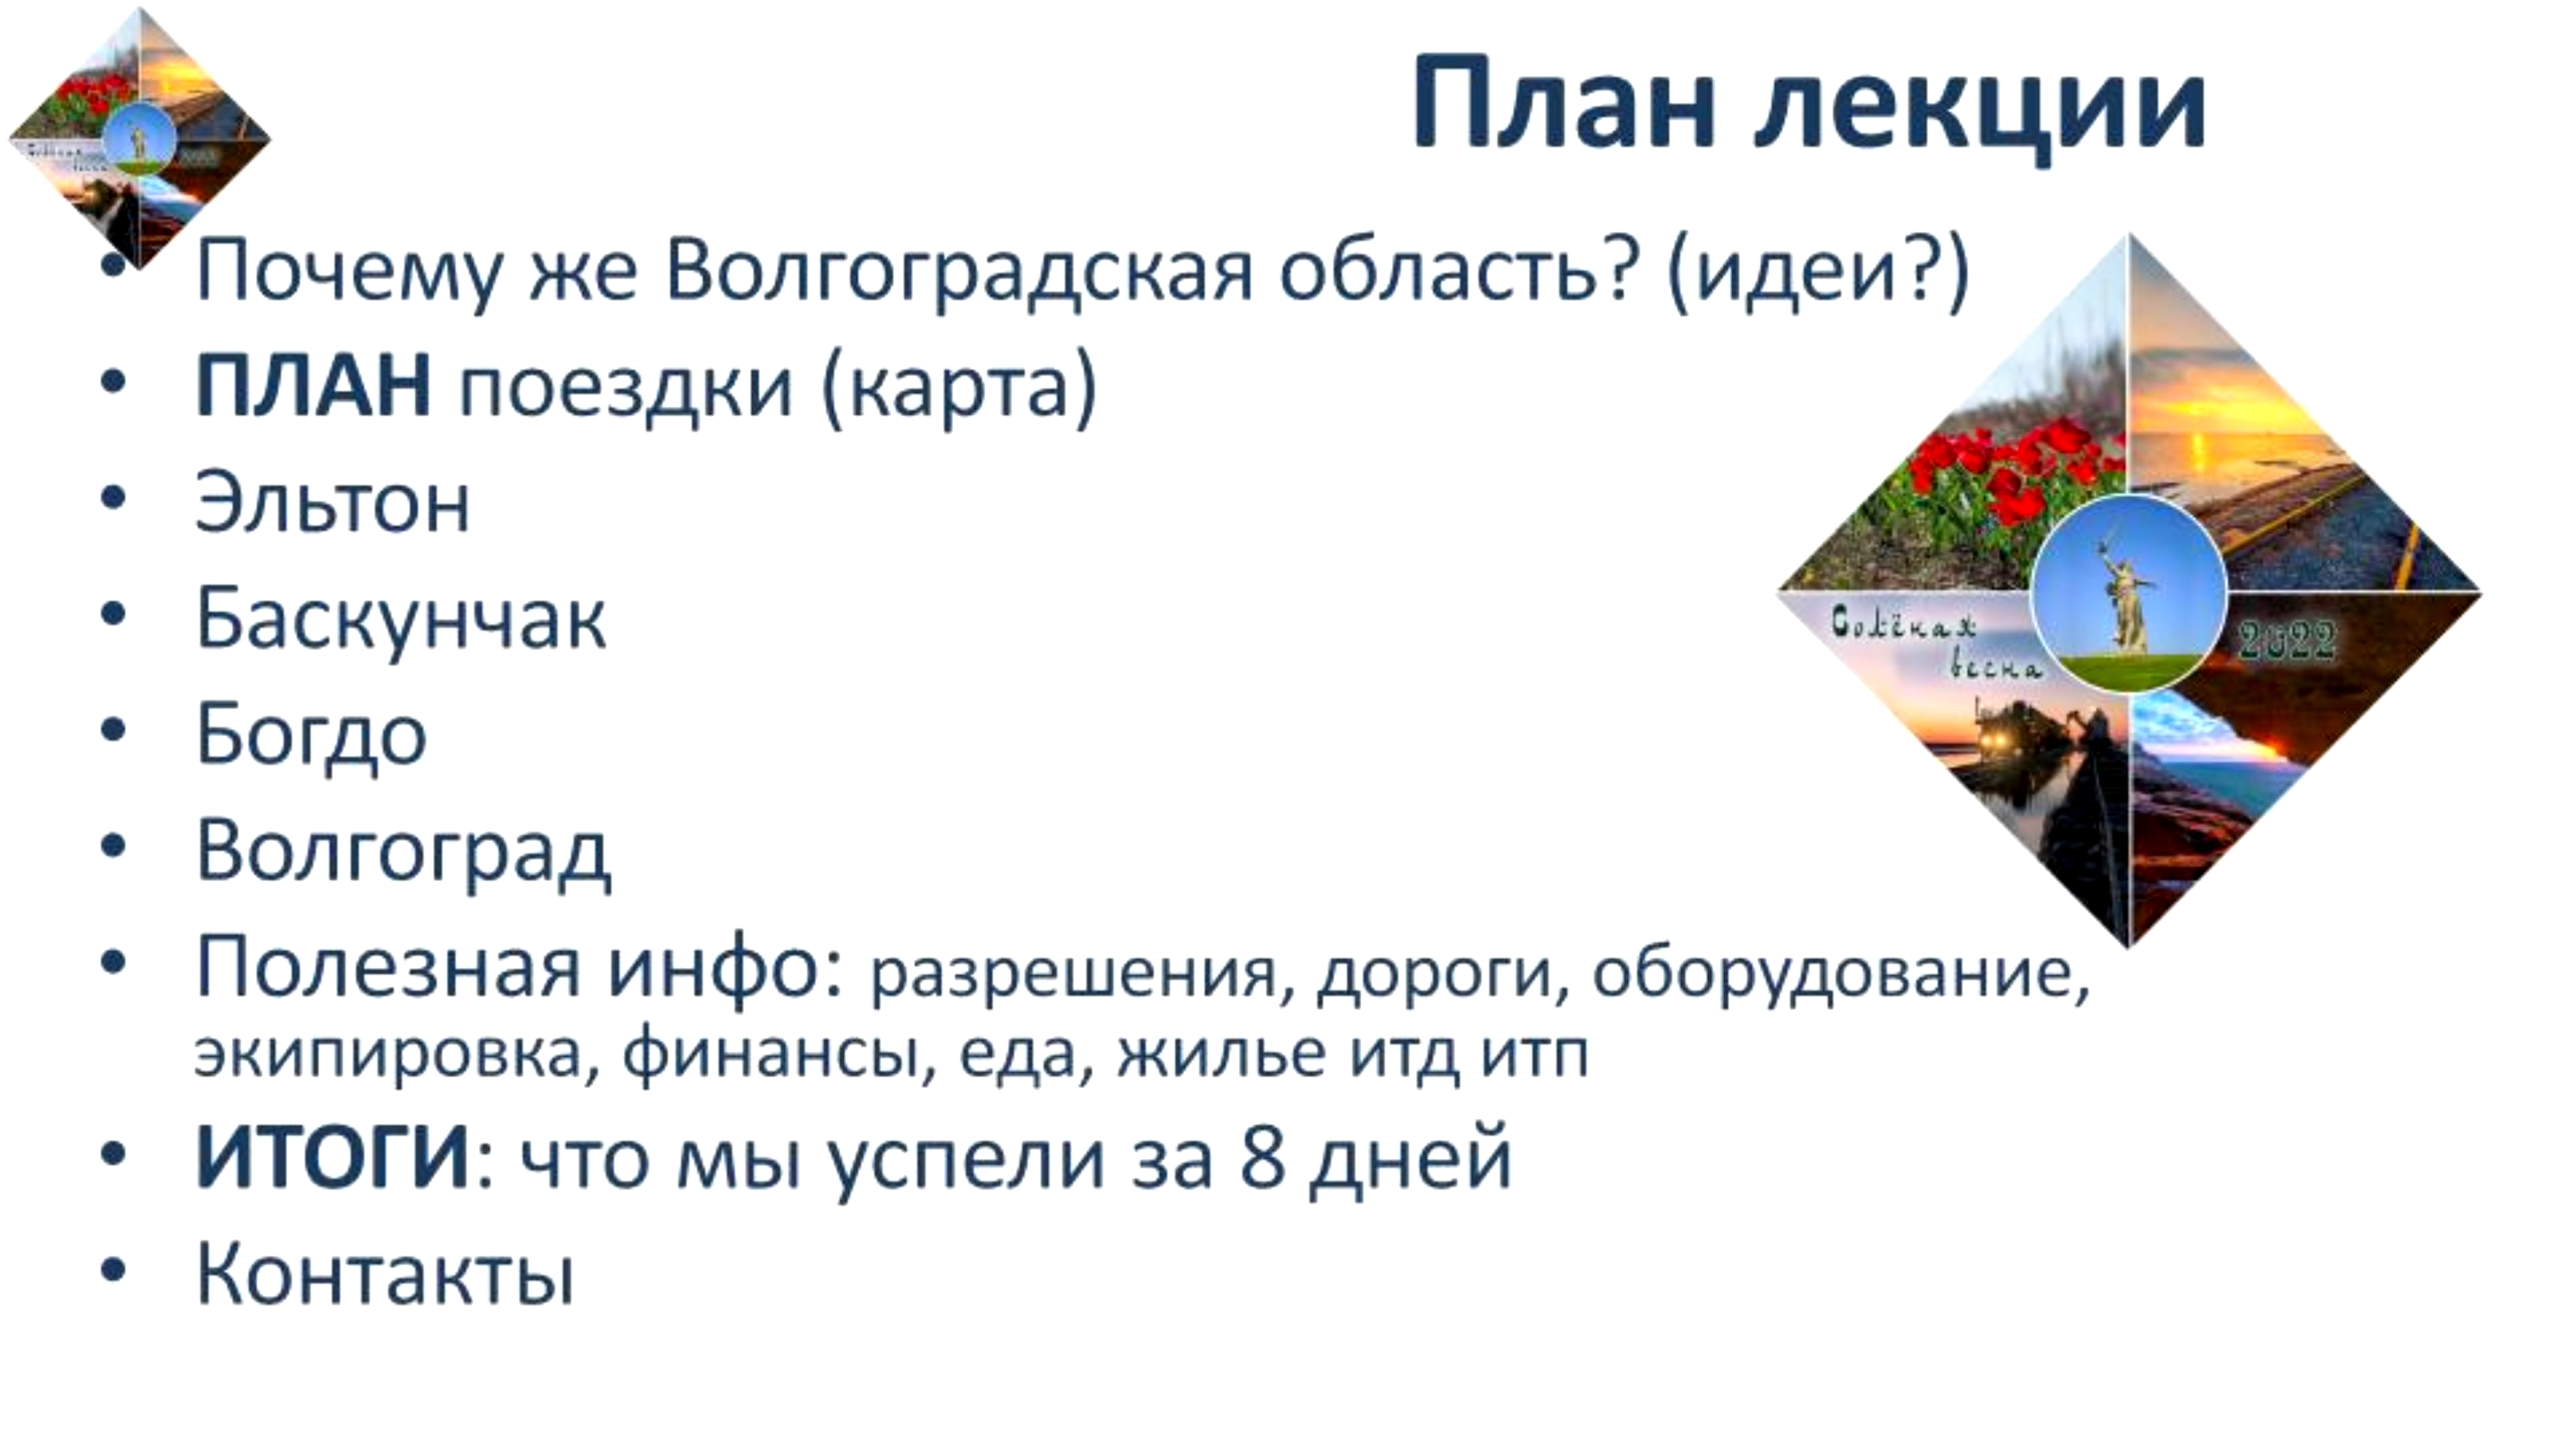 План лекции
• Почему же Волгоградская область? (идеи?)
• ПЛАН поездки (карта)
• Эльтон
• Баскунчак
• Богдо
• Волгоград
• Полезная инфо: разрешения, дороги, оборудование,
экипировка, финансы, еда, жилье итд итп
• ИТОГИ: что мы успели за 8 дней
• Контакты
Солёная
весна
2022